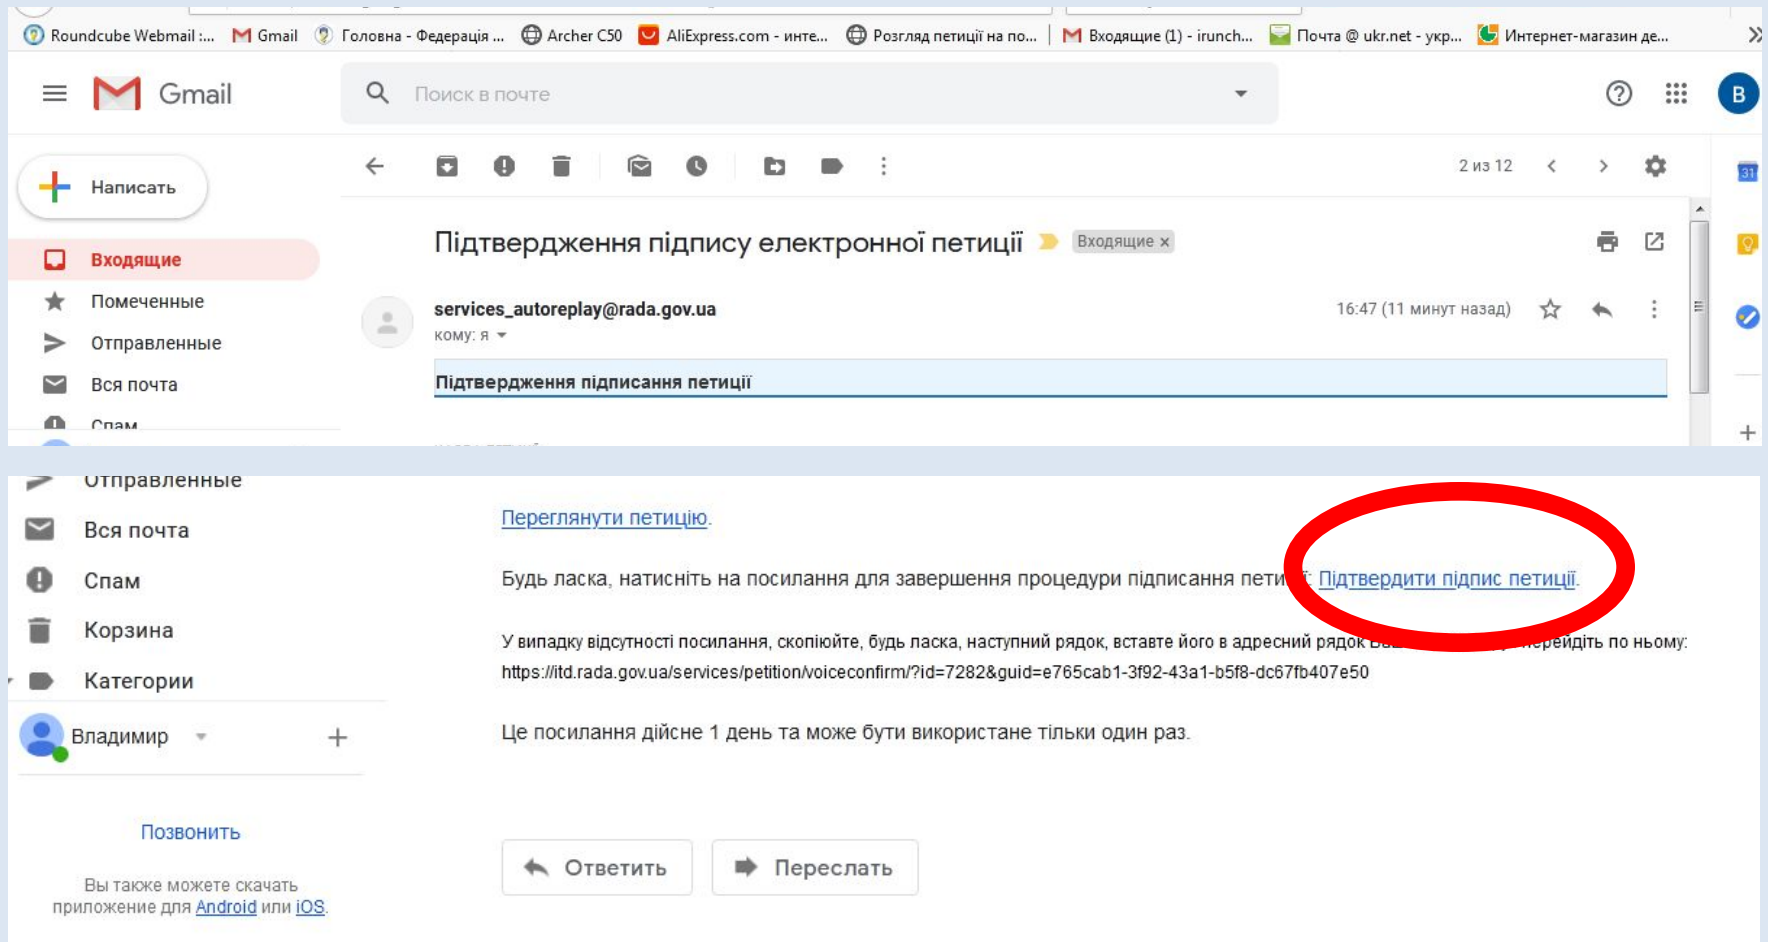 Roundcube Webmail :... Gmail Головна - Федерація ... Archer C50 AliExpress.com - инте... Розгляд петиції на по... Входящие (1) - irunch... Почта @ ukr.net - укр... Интернет-магазин де...
Gmail
Поиск в почте
В
Написать
2 из 12
31
Підтвердження підпису електронної петиції Входящие x
Входящие
Помеченные
Отправленные
Вся почта
Спам
services_autoreplay@rada.gov.ua 16:47 (11 минут назад)
кому: я
Підтвердження підписання петиції
Отправленные
Вся почта
Спам
Корзина
Категории
Владимир
Позвонить
Вы также можете скачать
приложение для Android или iOS.
Переглянути петицію.
Будь ласка, натисніть на посилання для завершення процедури підписання Підтвердити підпис петиції.
У випадку відсутності посилання, скопіюйте, будь ласка, наступний рядок, вставте його в адресний рядок по ньому:
https://itd.rada.gov.ua/services/petition/voiceconfirm/?id=7282&guid=e765cab1-3f92-43a1-b5f8-dc67fb407e50
Це посилання дійсне 1 день та може бути використане тільки один раз.
Ответить Переслать